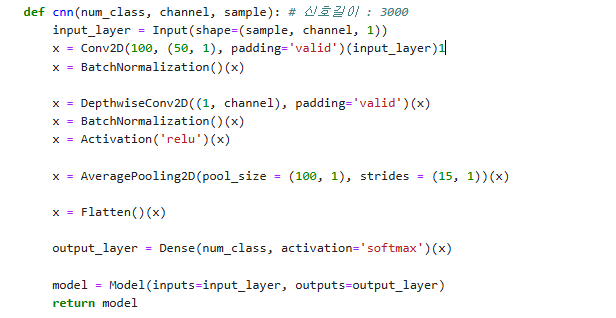 def cnn(num_class, channel, sample): # 신호길이 : 3000
    input_layer = Input(shape=(sample, channel, 1))
    x = Conv2D(100, (50, 1), padding='valid')(input_layer)1
    x = BatchNormalization()(x)
    x = DepthwiseConv2D((1, channel), padding='valid')(x)
    x = BatchNormalization()(x)
    x = Activation('relu')(x)
    x = AveragePooling2D(pool_size = (100, 1), strides = (15, 1))(x)
    x = Flatten()(x)
    output_layer = Dense(num_class, activation='softmax')(x)
    model = Model(inputs=input_layer, outputs=output_layer)
    return model